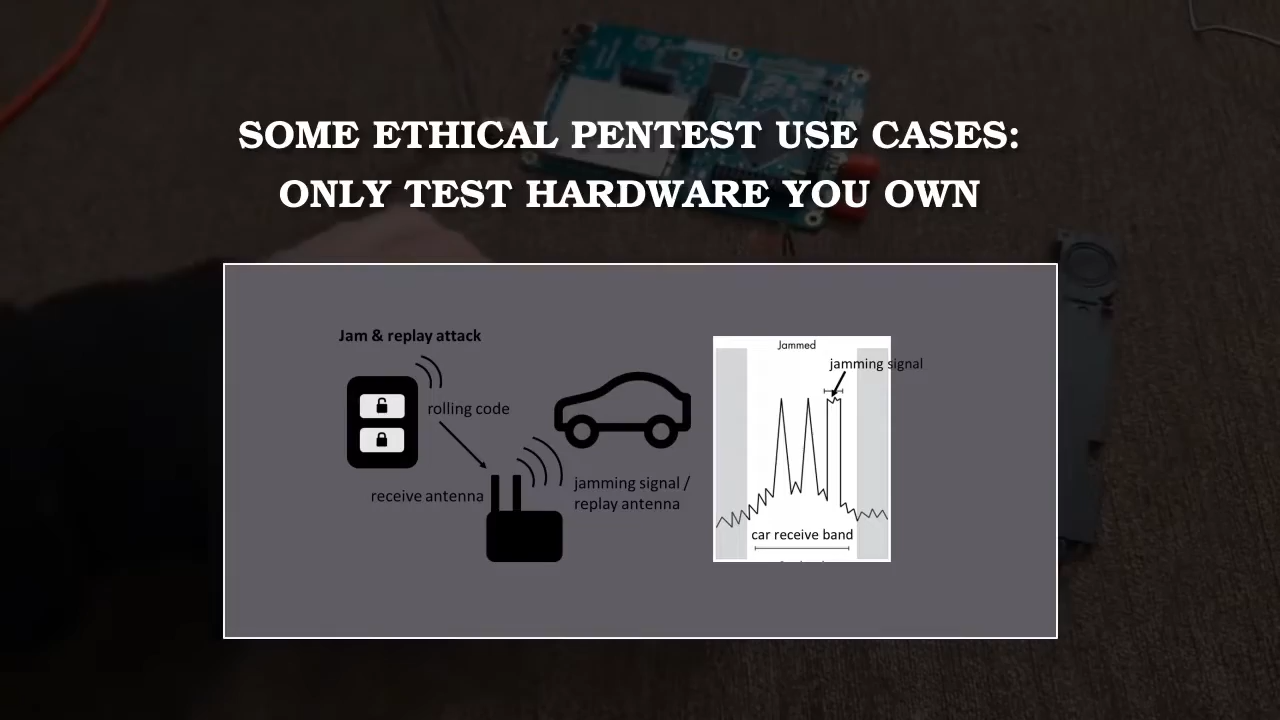 SOME ETHICAL PENTEST USE CASES:
ONLY TEST HARDWARE YOU OWN
Jam & replay attack
rolling code
receive antenna
jamming signal /
replay antenna
Jammed
jamming signal
car receive band